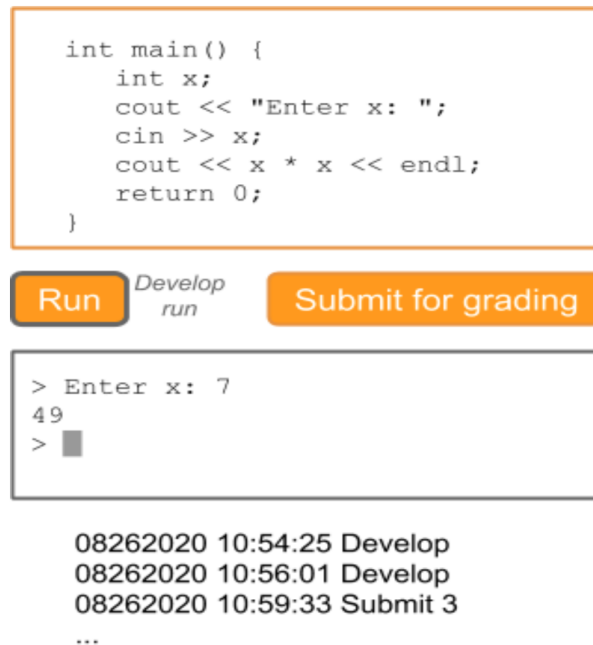 int main() {
int x;
cout << "Enter x: ";
cin >> x;
cout << x * x << endl;
return 0;
}
Run
Develop
run
Submit for grading
> Enter x: 7
49
>
08262020 10:54:25 Develop
08262020 10:56:01 Develop
08262020 10:59:33 Submit 3
...